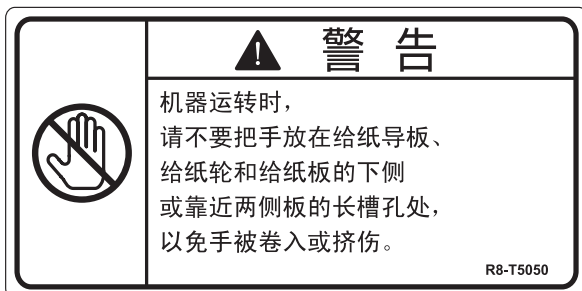 警告
机器运转时，
请不要把手放在给纸导板、
给纸轮和给纸板的下侧
或靠近两侧板的长槽孔处，
以免手被卷入或挤伤。
R8-T5050